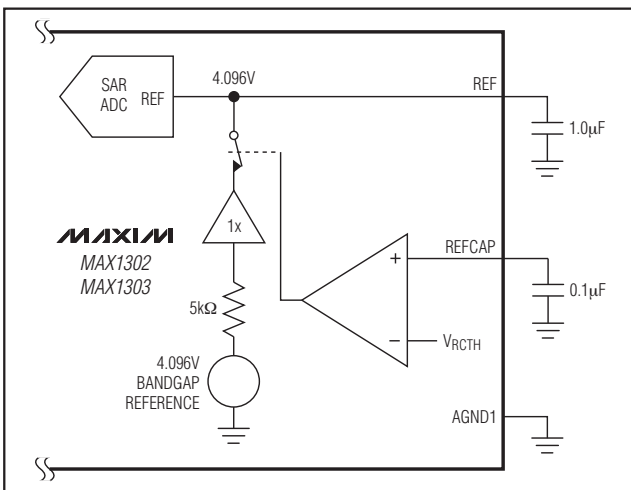 4.096V
REF
SAR
ADC
REF
1.0µF
1x
MAXIM
MAX1302
MAX1303
REFCAP
+
0.1µF
5kΩ
−
VRCTH
4.096V
BANDGAP
REFERENCE
AGND1